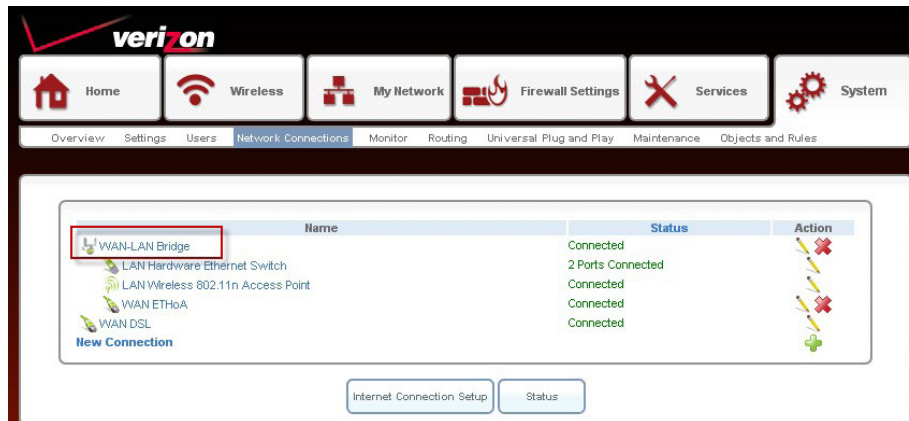 verizon
Home Wireless My Network Firewall Settings Services System
Overview Settings Users Network Connections Monitor Routing Universal Plug and Play Maintenance Objects and Rules
Name Status Action
WAN-LAN Bridge Connected
LAN Hardware Ethernet Switch 2 Ports Connected
LAN Wireless 802.11n Access Point Connected
WAN ETHoA Connected
WAN DSL Connected
New Connection
Internet Connection Setup Status